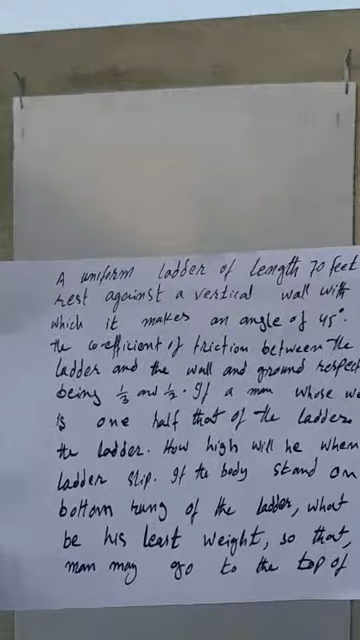 A uniform ladder of length 70 feet
rest against a vertical wall with
which it makes an angle of 45°.
the co-efficient of friction between the
ladder and the wall and ground respect
being 1/3 and 1/2. If a man whose we
is one half that of the ladder
the ladder. How high will he when
ladder slip. If the body stand on
bottom rung of the ladder, what
be his least weight, so that,
man may go to the top of